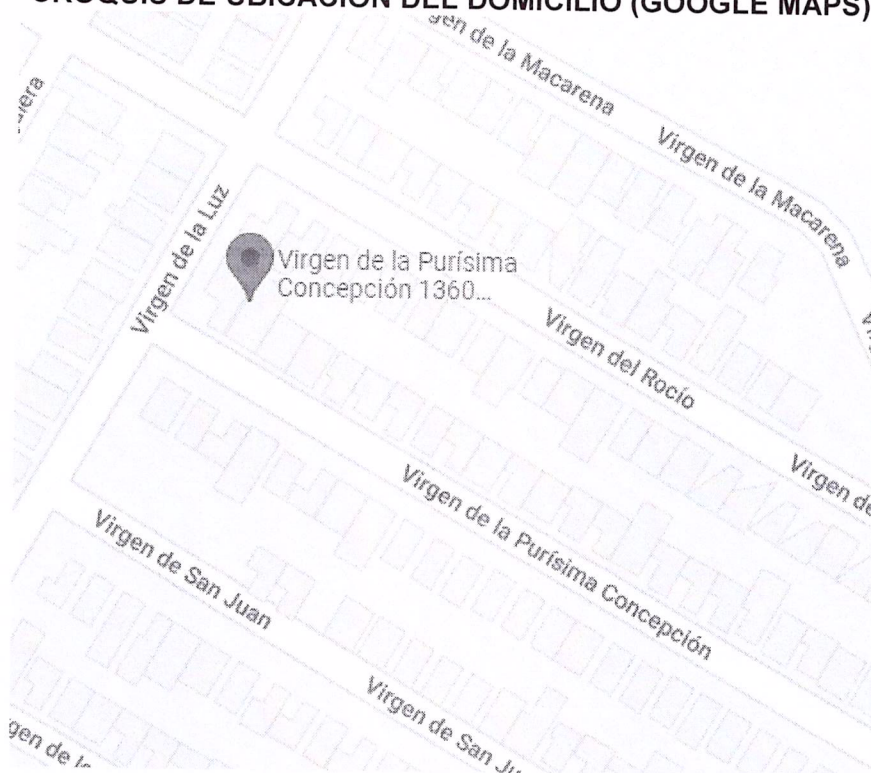 CROQUIS DE UBICACIÓN DEL DOMICILIO (GOOGLE MAPS)
de la Macarena
Virgen de la Macarena
Virgen de la Luz
Virgen de la Purísima
Concepción 1360...
Virgen del Rocío
Virgen de
Virgen de la Purísima Concepción
Virgen de San Juan
Virgen de San
de